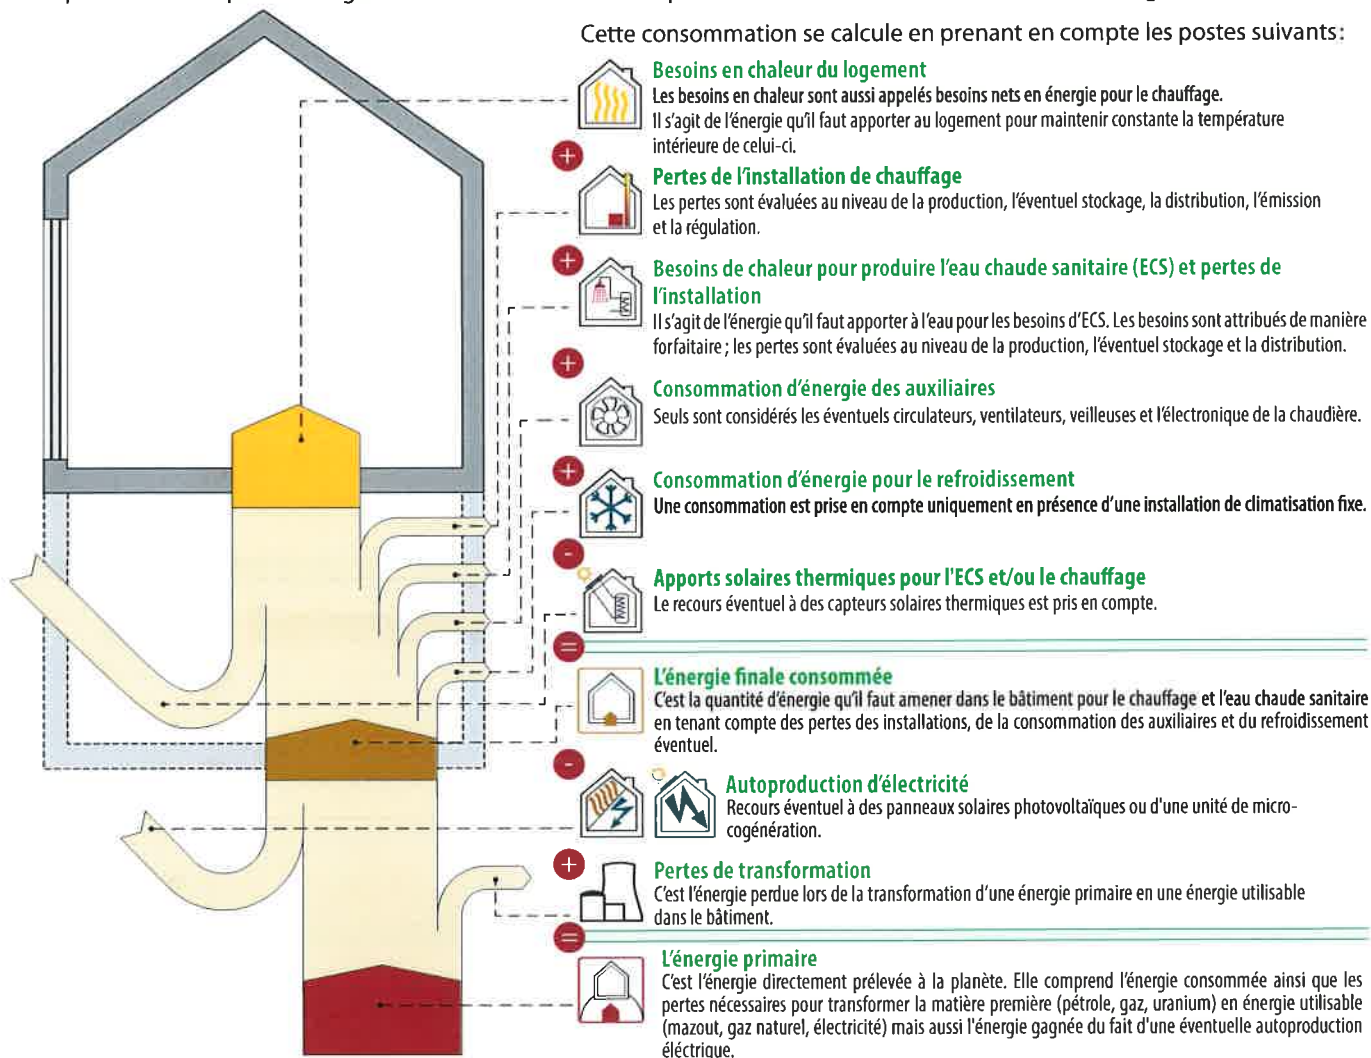 Cette consommation se calcule en prenant en compte les postes suivants :
Besoins en chaleur du logement
Les besoins en chaleur sont aussi appelés besoins nets en énergie pour le chauffage.
Il s'agit de l'énergie qu'il faut apporter au logement pour maintenir constante la température
intérieure de celui-ci.
+
Pertes de l'installation de chauffage
Les pertes sont évaluées au niveau de la production, l'éventuel stockage, la distribution, l'émission
et la régulation.
+
Besoins de chaleur pour produire l'eau chaude sanitaire (ECS) et pertes de
l'installation
Il s'agit de l'énergie qu'il faut apporter à l'eau pour les besoins d'ECS. Les besoins sont attribués de manière
forfaitaire ; les pertes sont évaluées au niveau de la production, l'éventuel stockage et la distribution.
+
Consommation d'énergie des auxiliaires
Seuls sont considérés les éventuels circulateurs, ventilateurs, veilleuses et l'électronique de la chaudière.
+
Consommation d'énergie pour le refroidissement
Une consommation est prise en compte uniquement en présence d'une installation de climatisation fixe.
-
Apports solaires thermiques pour l'ECS et/ou le chauffage
Le recours éventuel à des capteurs solaires thermiques est pris en compte.
=
L'énergie finale consommée
C'est la quantité d'énergie qu'il faut amener dans le bâtiment pour le chauffage et l'eau chaude sanitaire
en tenant compte des pertes des installations, de la consommation des auxiliaires et du refroidissement
éventuel.
-
Autoproduction d'électricité
Recours éventuel à des panneaux solaires photovoltaïques ou d'une unité de micro-
cogénération.
+
Pertes de transformation
C'est l'énergie perdue lors de la transformation d'une énergie primaire en une énergie utilisable
dans le bâtiment.
=
L'énergie primaire
C'est l'énergie directement prélevée à la planète. Elle comprend l'énergie consommée ainsi que les
pertes nécessaires pour transformer la matière première (pétrole, gaz, uranium) en énergie utilisable
(mazout, gaz naturel, électricité) mais aussi l'énergie gagnée du fait d'une éventuelle autoproduction
éléctrique.